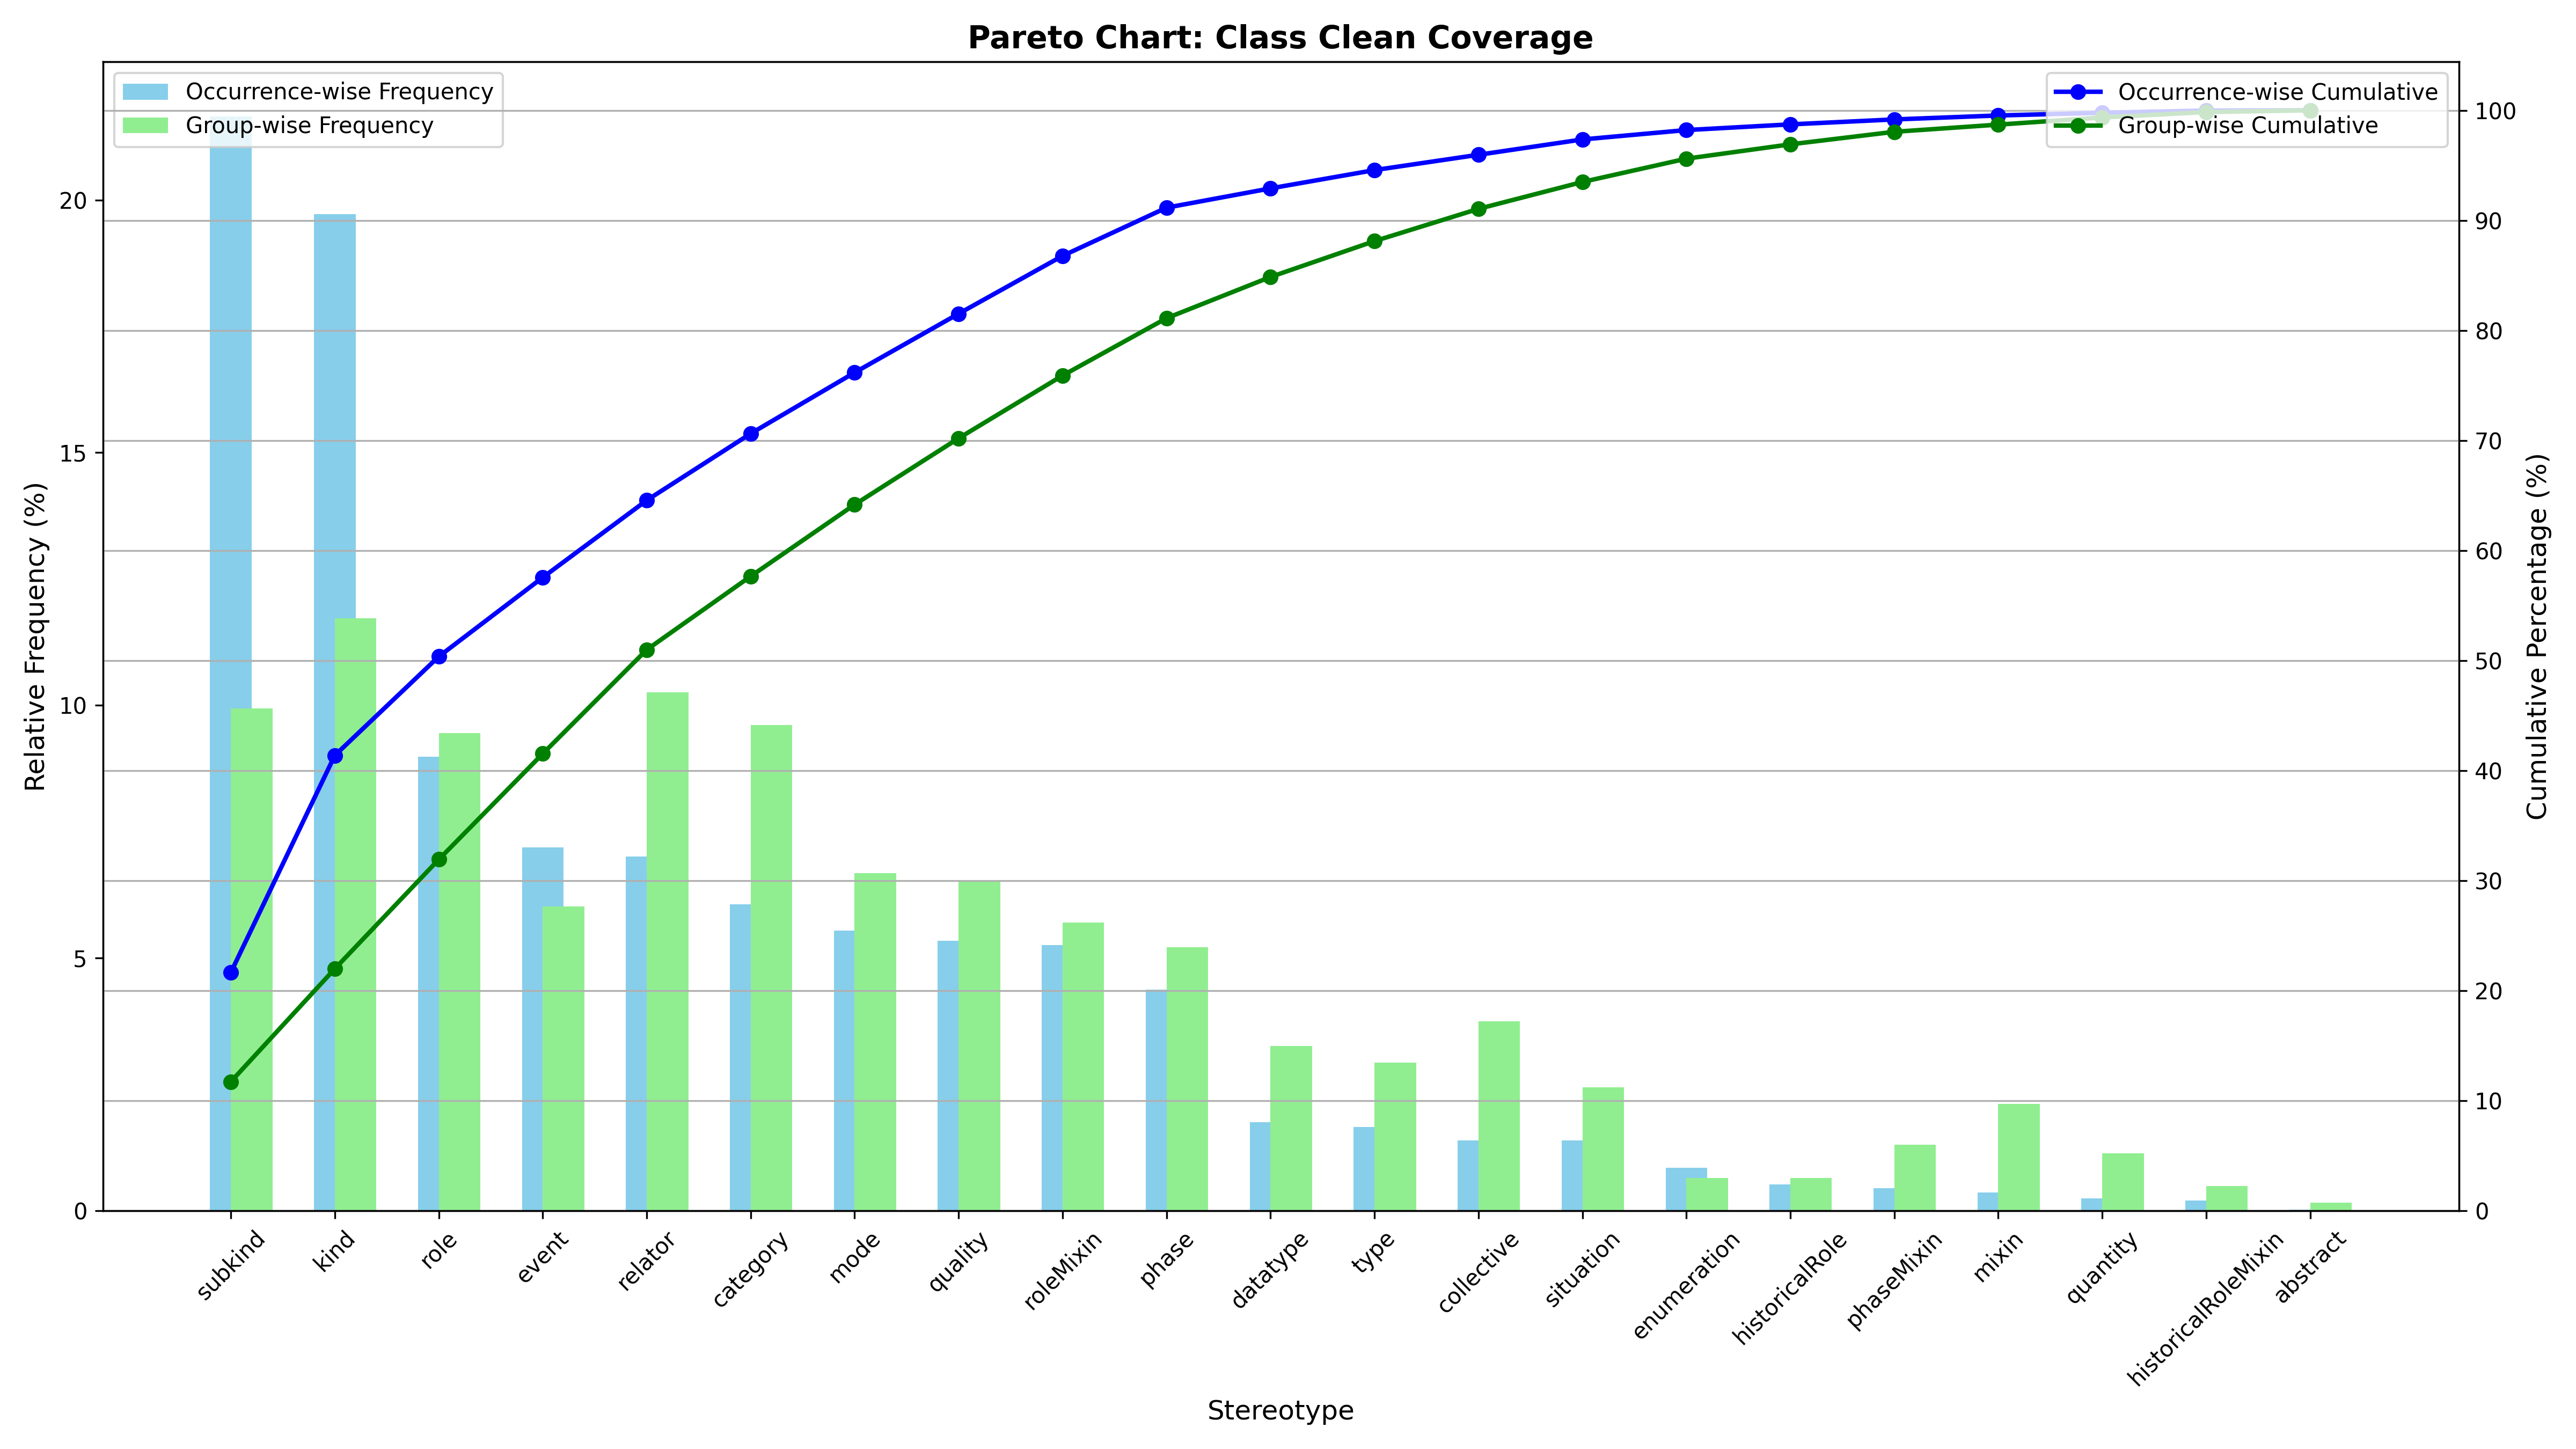 Pareto Chart: Class Clean Coverage
Occurrence-wise Frequency
Group-wise Frequency
Occurrence-wise Cumulative
Group-wise Cumulative
Relative Frequency (%)
20
15
10
5
0
Cumulative Percentage (%)
100
90
80
70
60
50
40
30
20
10
0
subkind
kind
role
event
relator
category
mode
quality
roleMixin
phase
datatype
type
collective
situation
enumeration
historicalRole
phaseMixin
mixin
quantity
historicalRoleMixin
abstract
Stereotype